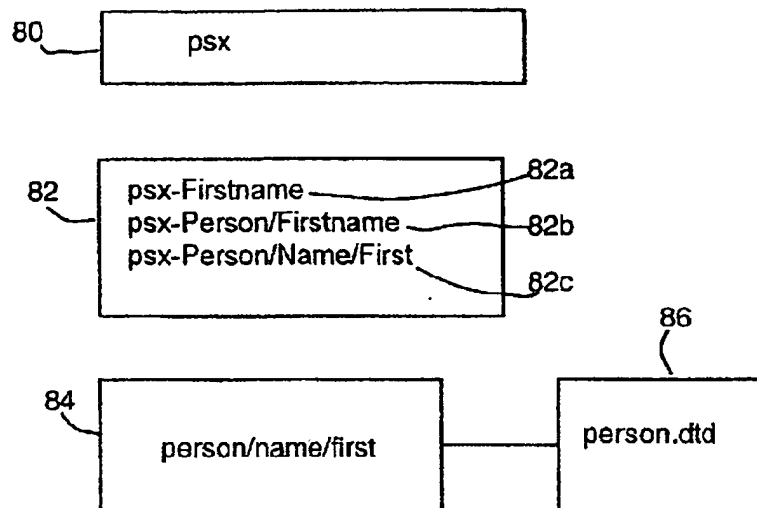 80
psx
82
psx-Firstname
82a
psx-Person/Firstname
82b
psx-Person/Name/First
82c
86
84
person/name/first
person.dtd